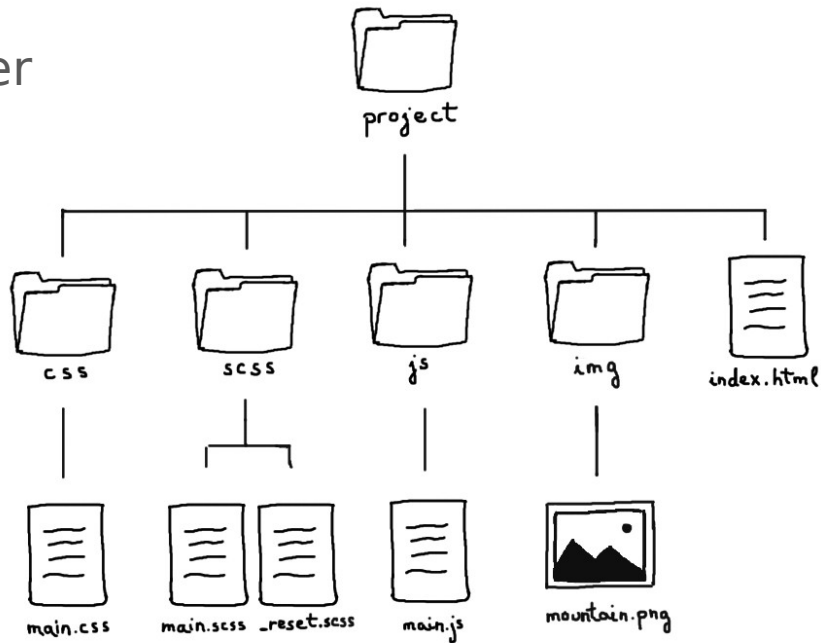 er
project
css scss js img index.html
main.css main.scss _reset.scss main.js mountain.png